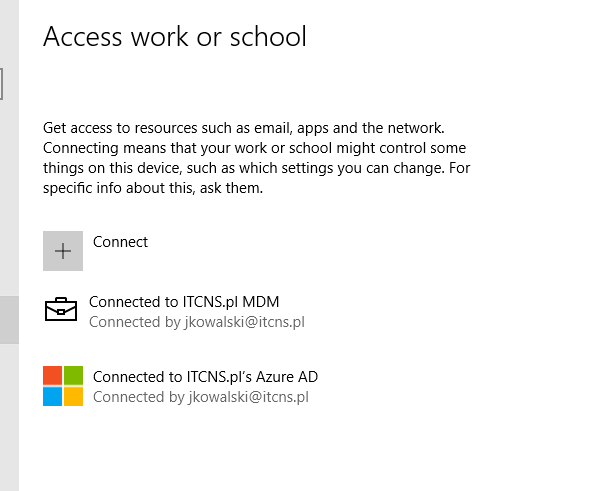 Access work or school
Get access to resources such as email, apps and the network.
Connecting means that your work or school might control some
things on this device, such as which settings you can change. For
specific info about this, ask them.
Connect
Connected to ITCNS.pl MDM
Connected by jkowalski@itcns.pl
Connected to ITCNS.pl’s Azure AD
Connected by jkowalski@itcns.pl